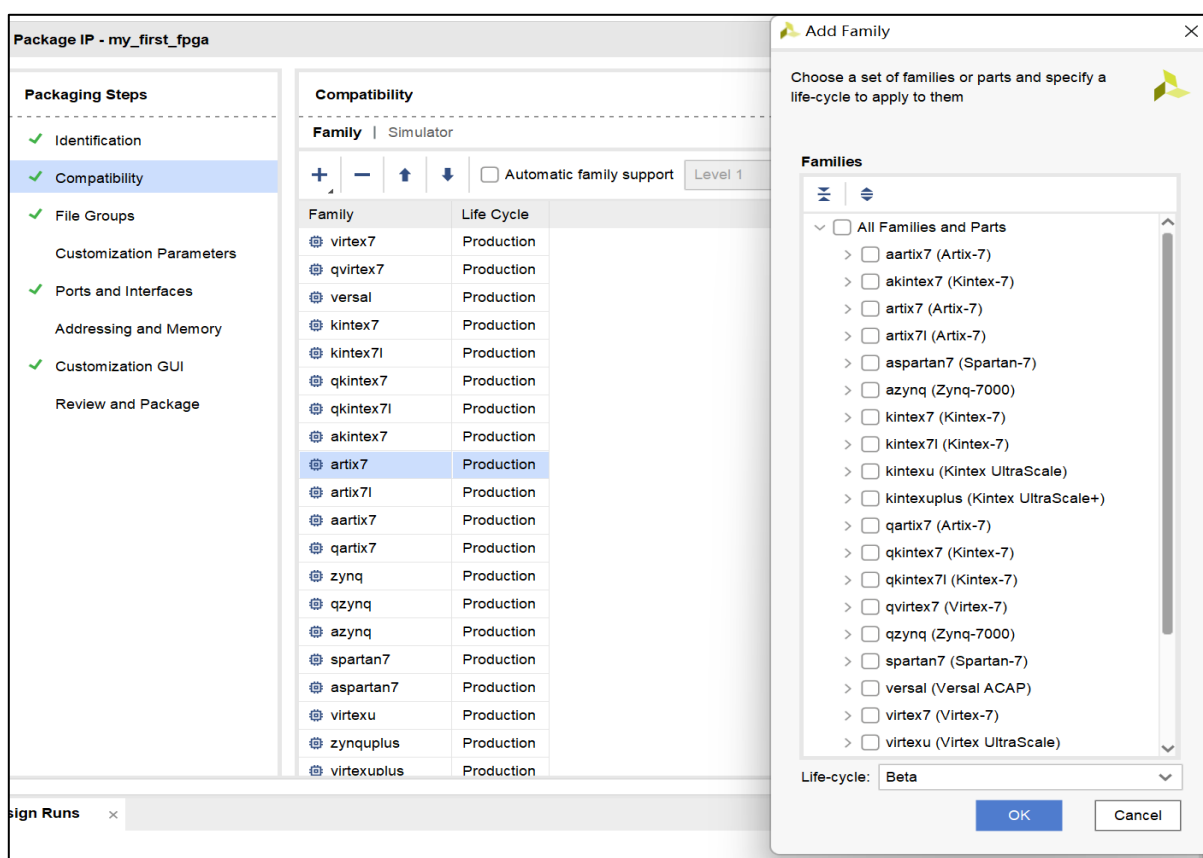 Package IP - my_first_fpga
Packaging Steps
Identification
Compatibility
File Groups
Customization Parameters
Ports and Interfaces
Addressing and Memory
Customization GUI
Review and Package
Compatibility
Family | Simulator
Automatic family support Level 1
Family Life Cycle
virtex7 Production
qvirtex7 Production
versal Production
kintex7 Production
kintex7l Production
qkintex7 Production
qkintex7l Production
akintex7 Production
artix7 Production
artix7l Production
aartix7 Production
qartix7 Production
zynq Production
qzynq Production
azynq Production
spartan7 Production
aspartan7 Production
virtexu Production
zynquplus Production
virtexuplus Production
sign Runs
Add Family
Choose a set of families or parts and specify a
life-cycle to apply to them
Families
All Families and Parts
aartix7 (Artix-7)
akintex7 (Kintex-7)
artix7 (Artix-7)
artix7l (Artix-7)
aspartan7 (Spartan-7)
azynq (Zynq-7000)
kintex7 (Kintex-7)
kintex7l (Kintex-7)
kintexu (Kintex UltraScale)
kintexuplus (Kintex UltraScale+)
qartix7 (Artix-7)
qkintex7 (Kintex-7)
qkintex7l (Kintex-7)
qvirtex7 (Virtex-7)
qzynq (Zynq-7000)
spartan7 (Spartan-7)
versal (Versal ACAP)
virtex7 (Virtex-7)
virtexu (Virtex UltraScale)
Life-cycle: Beta
OK Cancel